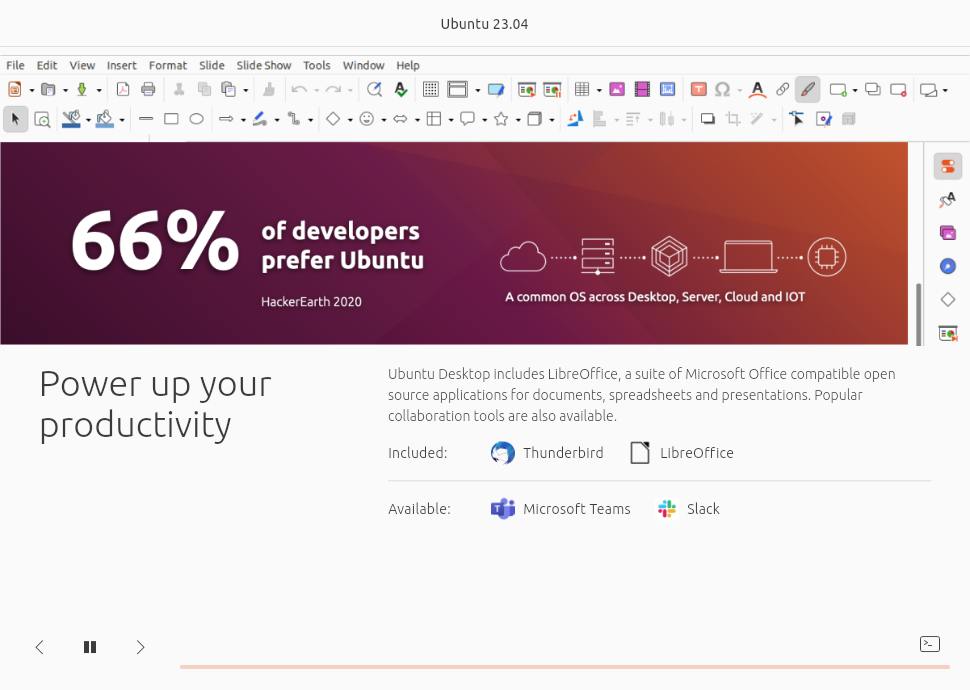 Ubuntu 23.04
File Edit View Insert Format Slide Slide Show Tools Window Help
66% of developers
prefer Ubuntu
HackerEarth 2020
A common OS across Desktop, Server, Cloud and IOT
Power up your
productivity
Ubuntu Desktop includes LibreOffice, a suite of Microsoft Office compatible open
source applications for documents, spreadsheets and presentations. Popular
collaboration tools are also available.
Included: Thunderbird LibreOffice
Available: Microsoft Teams Slack